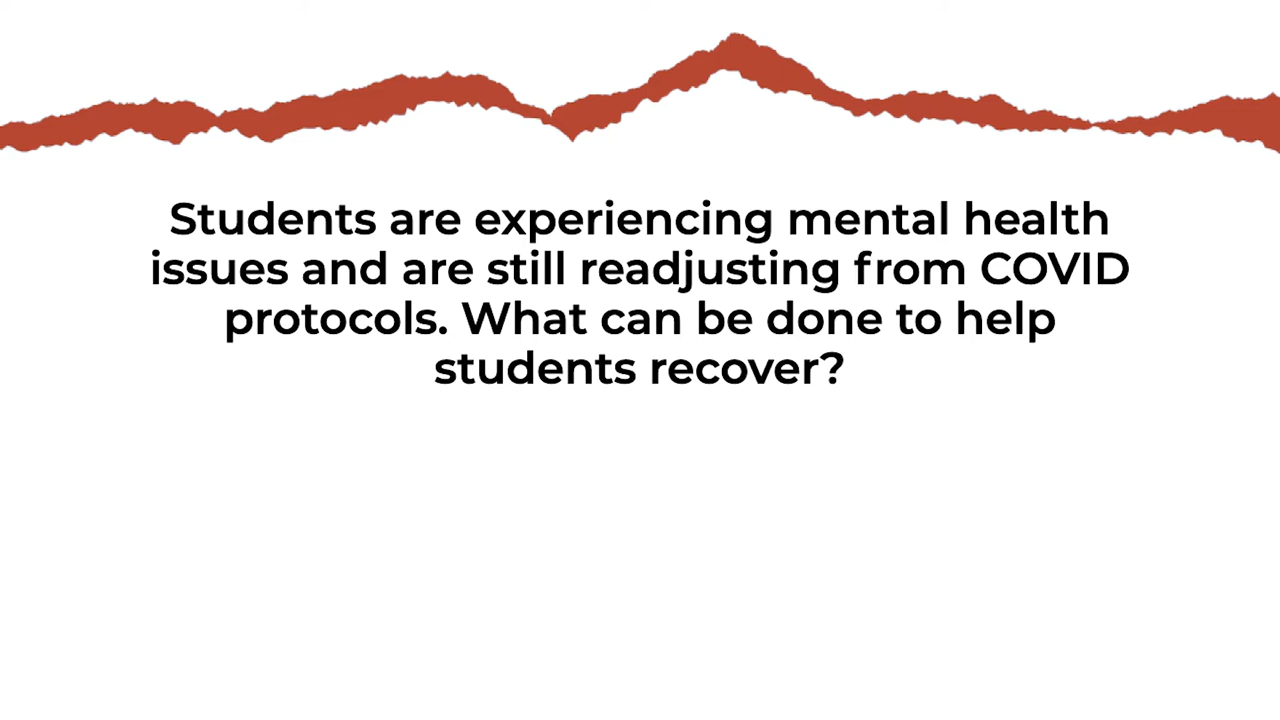 Students are experiencing mental health
issues and are still readjusting from COVID
protocols. What can be done to help
students recover?